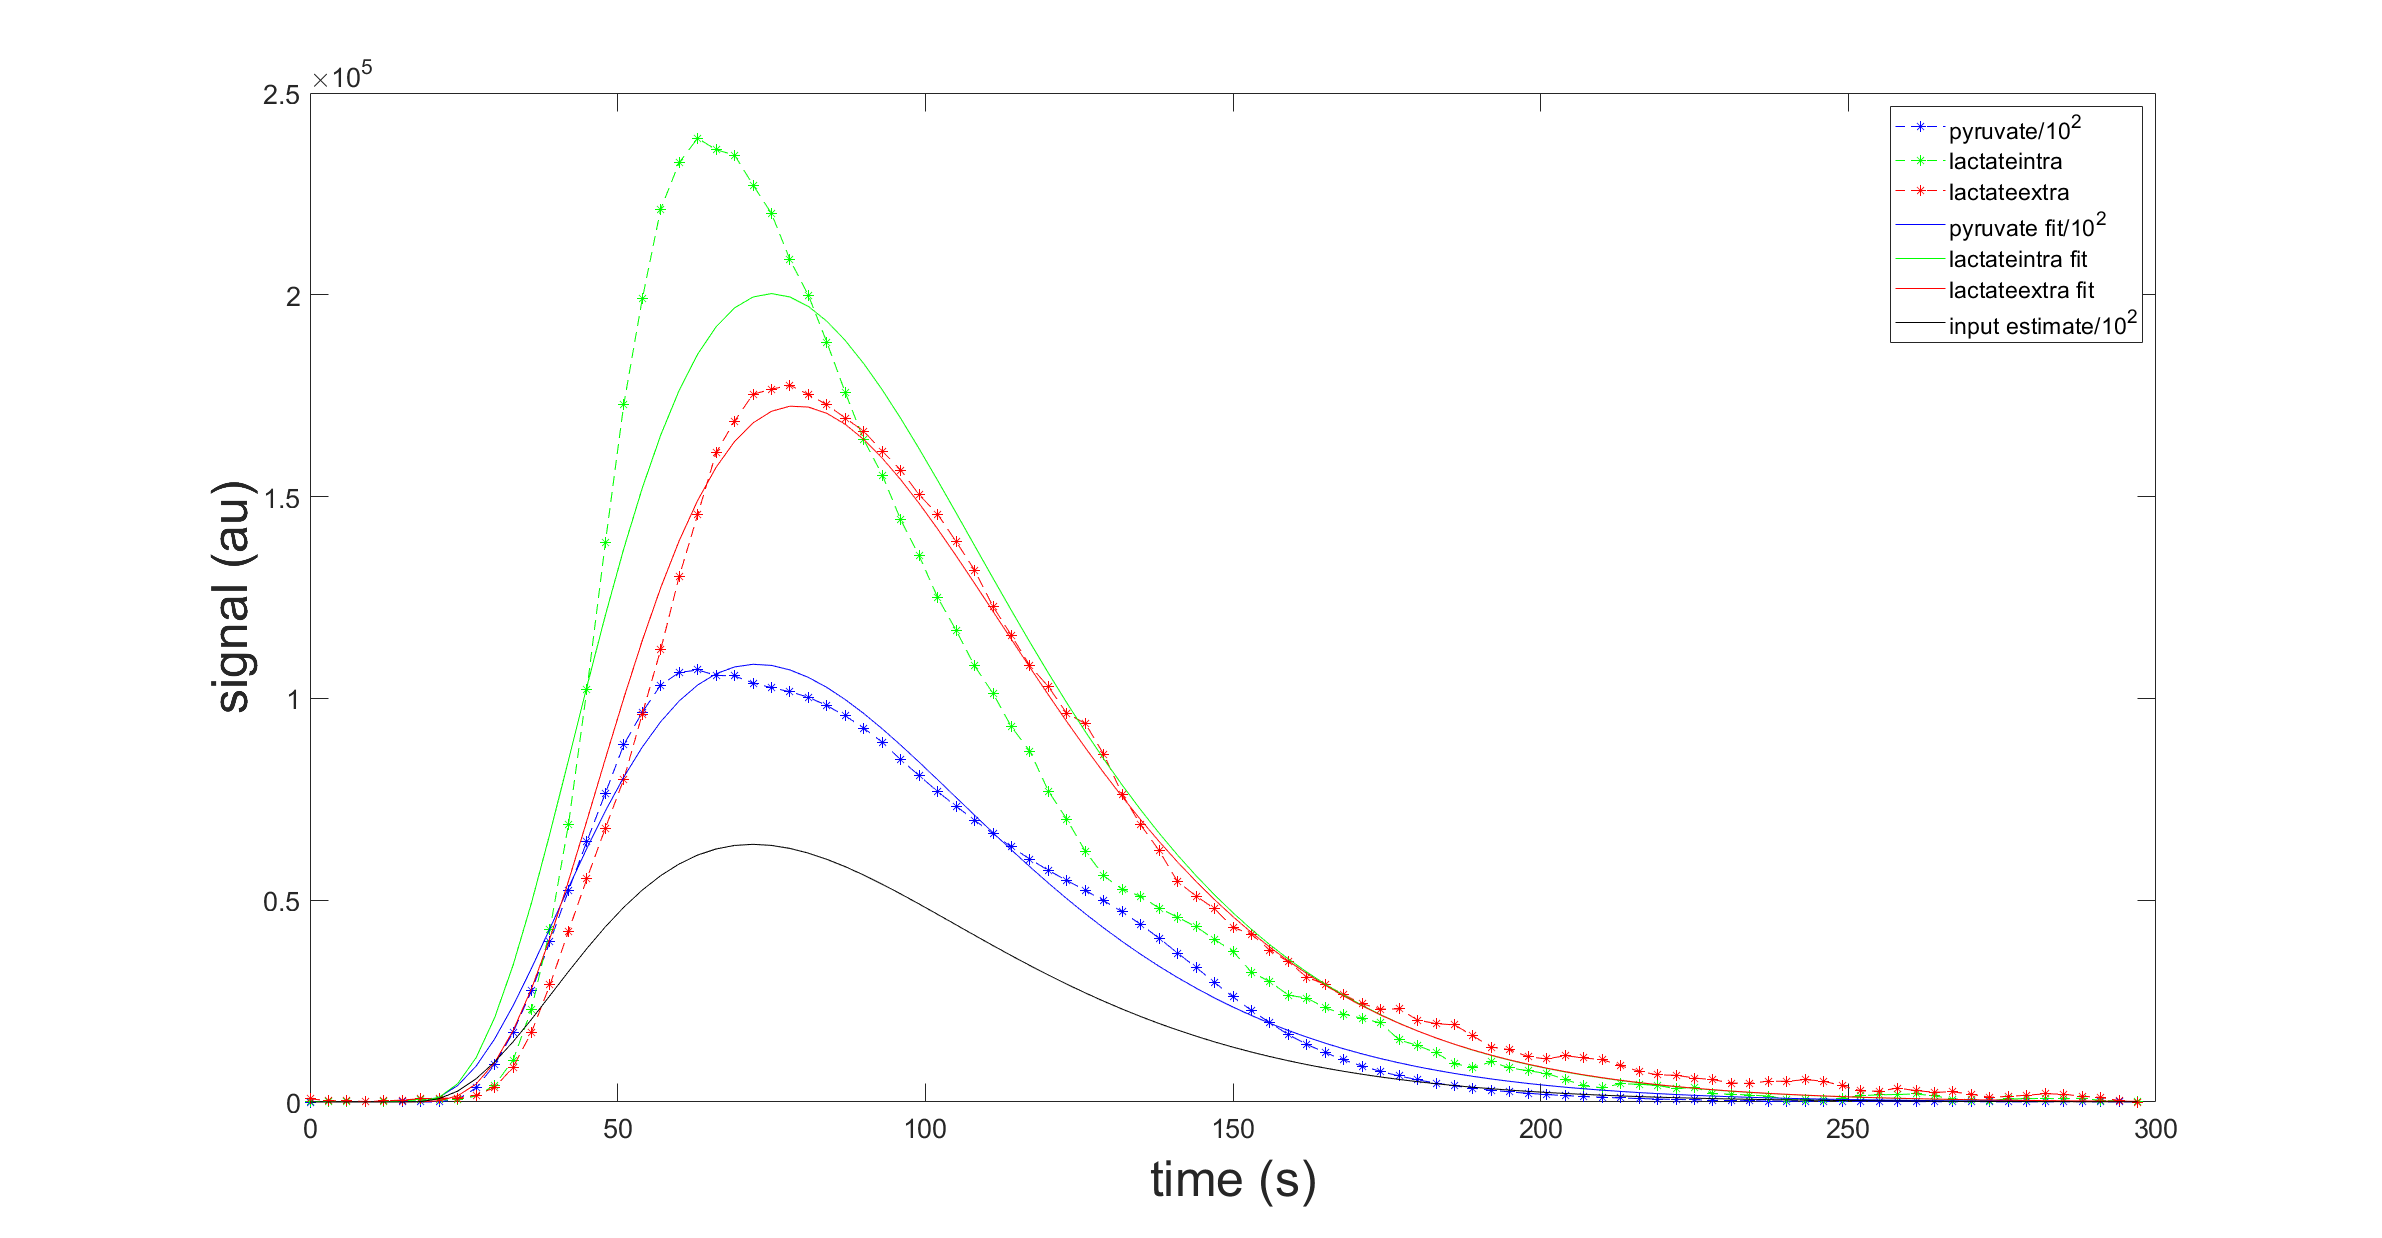 ×10^5
2.5
2
1.5
1
0.5
0
0 50 100 150 200 250 300
signal (au)
time (s)
pyruvate/10^2
lactateintra
lactateextra
pyruvate fit/10^2
lactateintra fit
lactateextra fit
input estimate/10^2